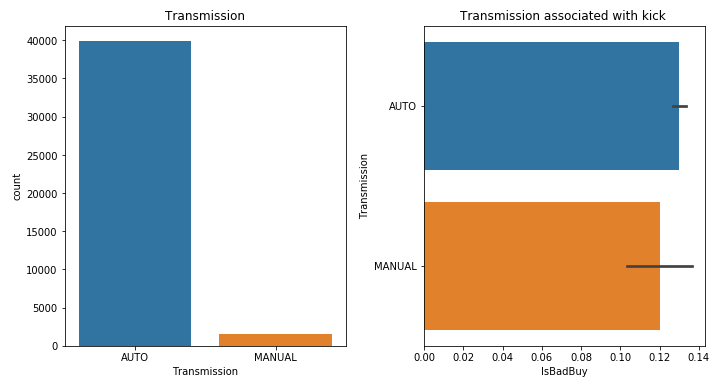 Transmission
40000
35000
30000
25000
20000
15000
10000
5000
0
count
AUTO
MANUAL
Transmission
Transmission associated with kick
AUTO
MANUAL
Transmission
0.00
0.02
0.04
0.06
0.08
0.10
0.12
0.14
IsBadBuy